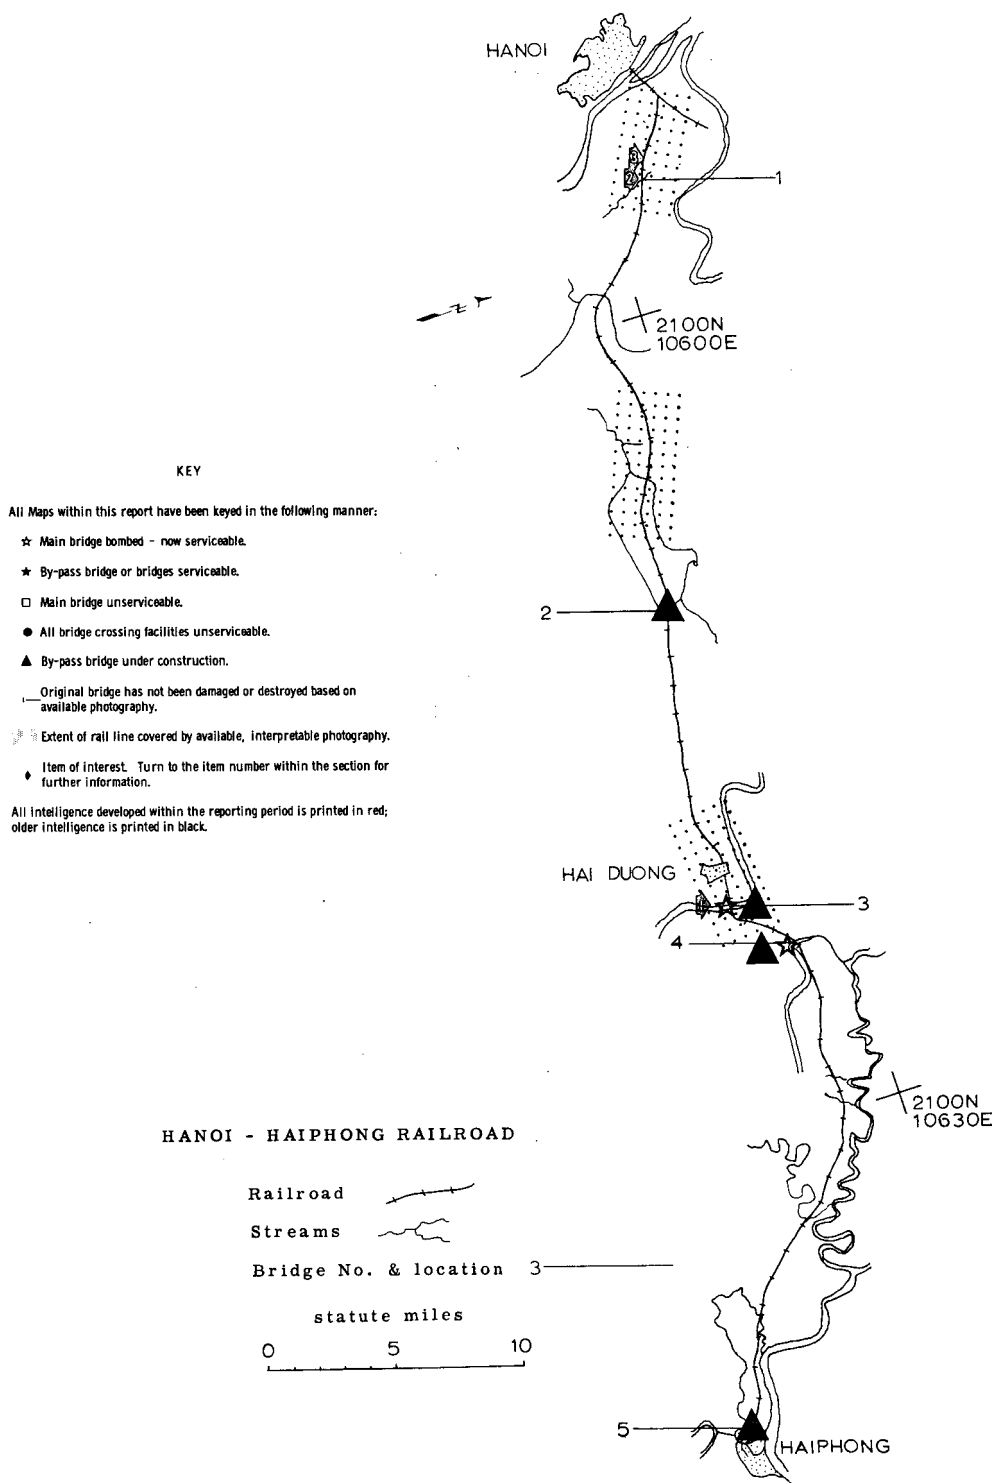 HANOI
1
N
2100N
10600E
KEY
All Maps within this report have been keyed in the following manner:
Main bridge bombed - now serviceable.
By-pass bridge or bridges serviceable.
Main bridge unserviceable.
All bridge crossing facilities unserviceable.
By-pass bridge under construction.
Original bridge has not been damaged or destroyed based on
available photography.
Extent of rail line covered by available, interpretable photography.
Item of interest. Turn to the item number within the section for
further information.
All intelligence developed within the reporting period is printed in red;
older intelligence is printed in black.
2
HAI DUONG
3
4
2100N
10630E
HANOI - HAIPHONG RAILROAD
Railroad
Streams
Bridge No. & location 3
statute miles
0 5 10
5
HAIPHONG